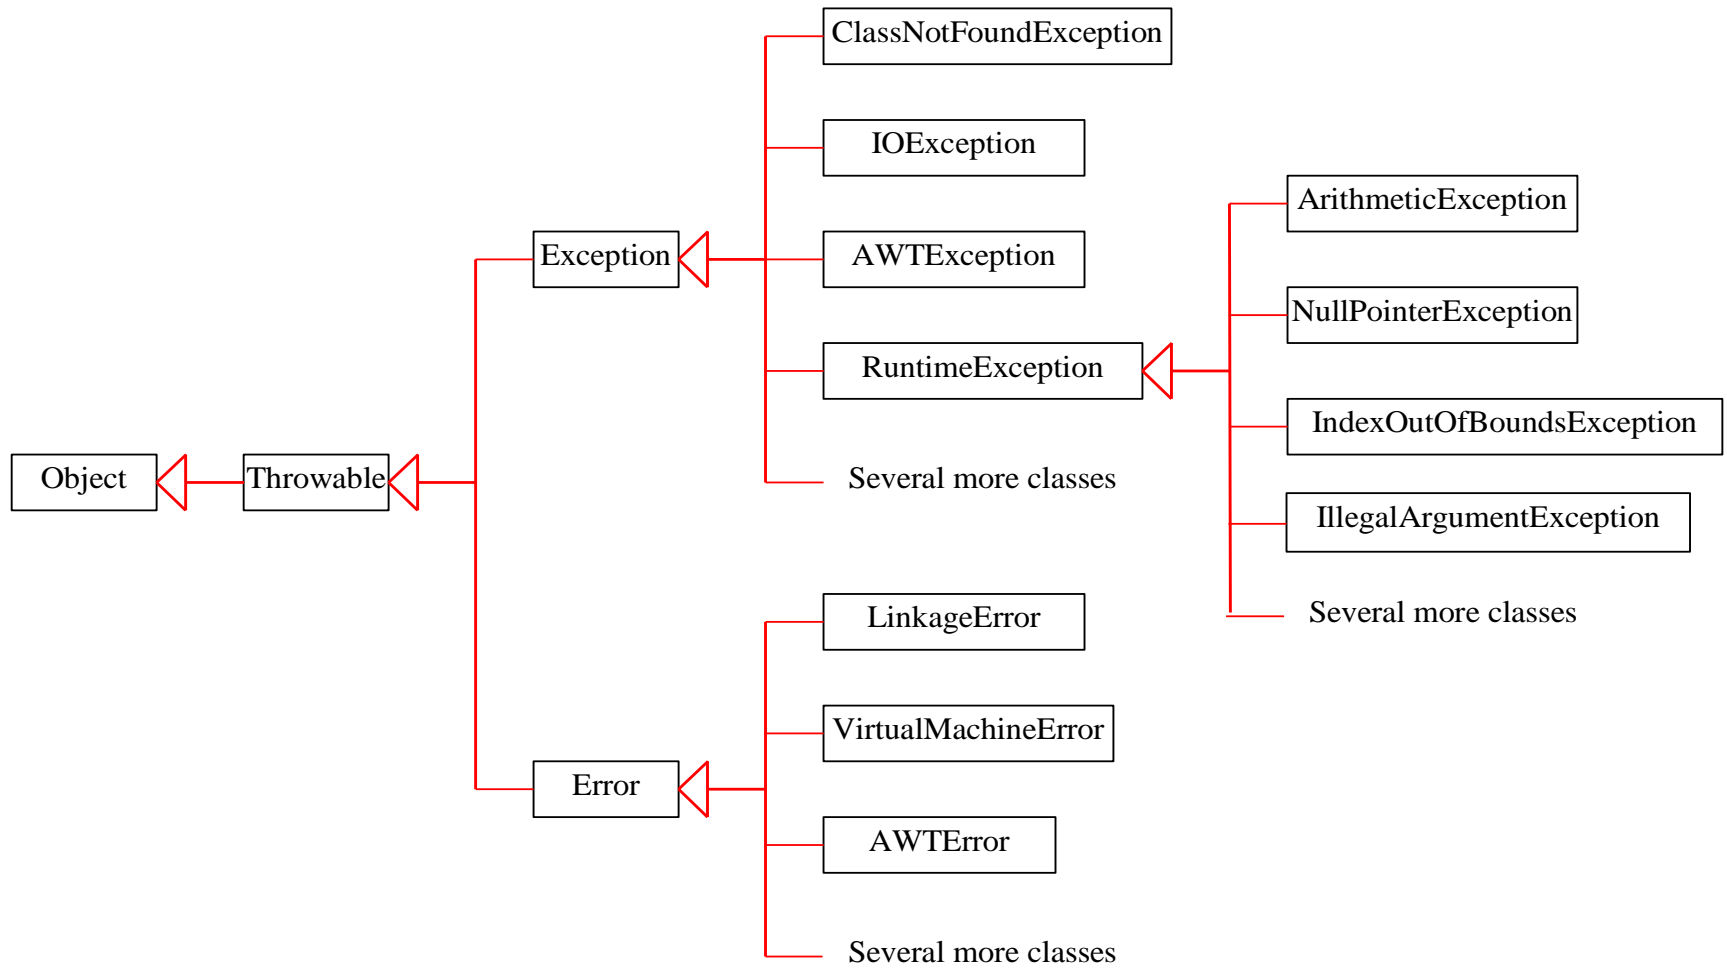 ClassNotFoundException
IOException
ArithmeticException
Exception
AWTException
NullPointerException
RuntimeException
IndexOutOfBoundsException
Object
Throwable
Several more classes
IllegalArgumentException
LinkageError
Several more classes
VirtualMachineError
Error
AWTError
Several more classes